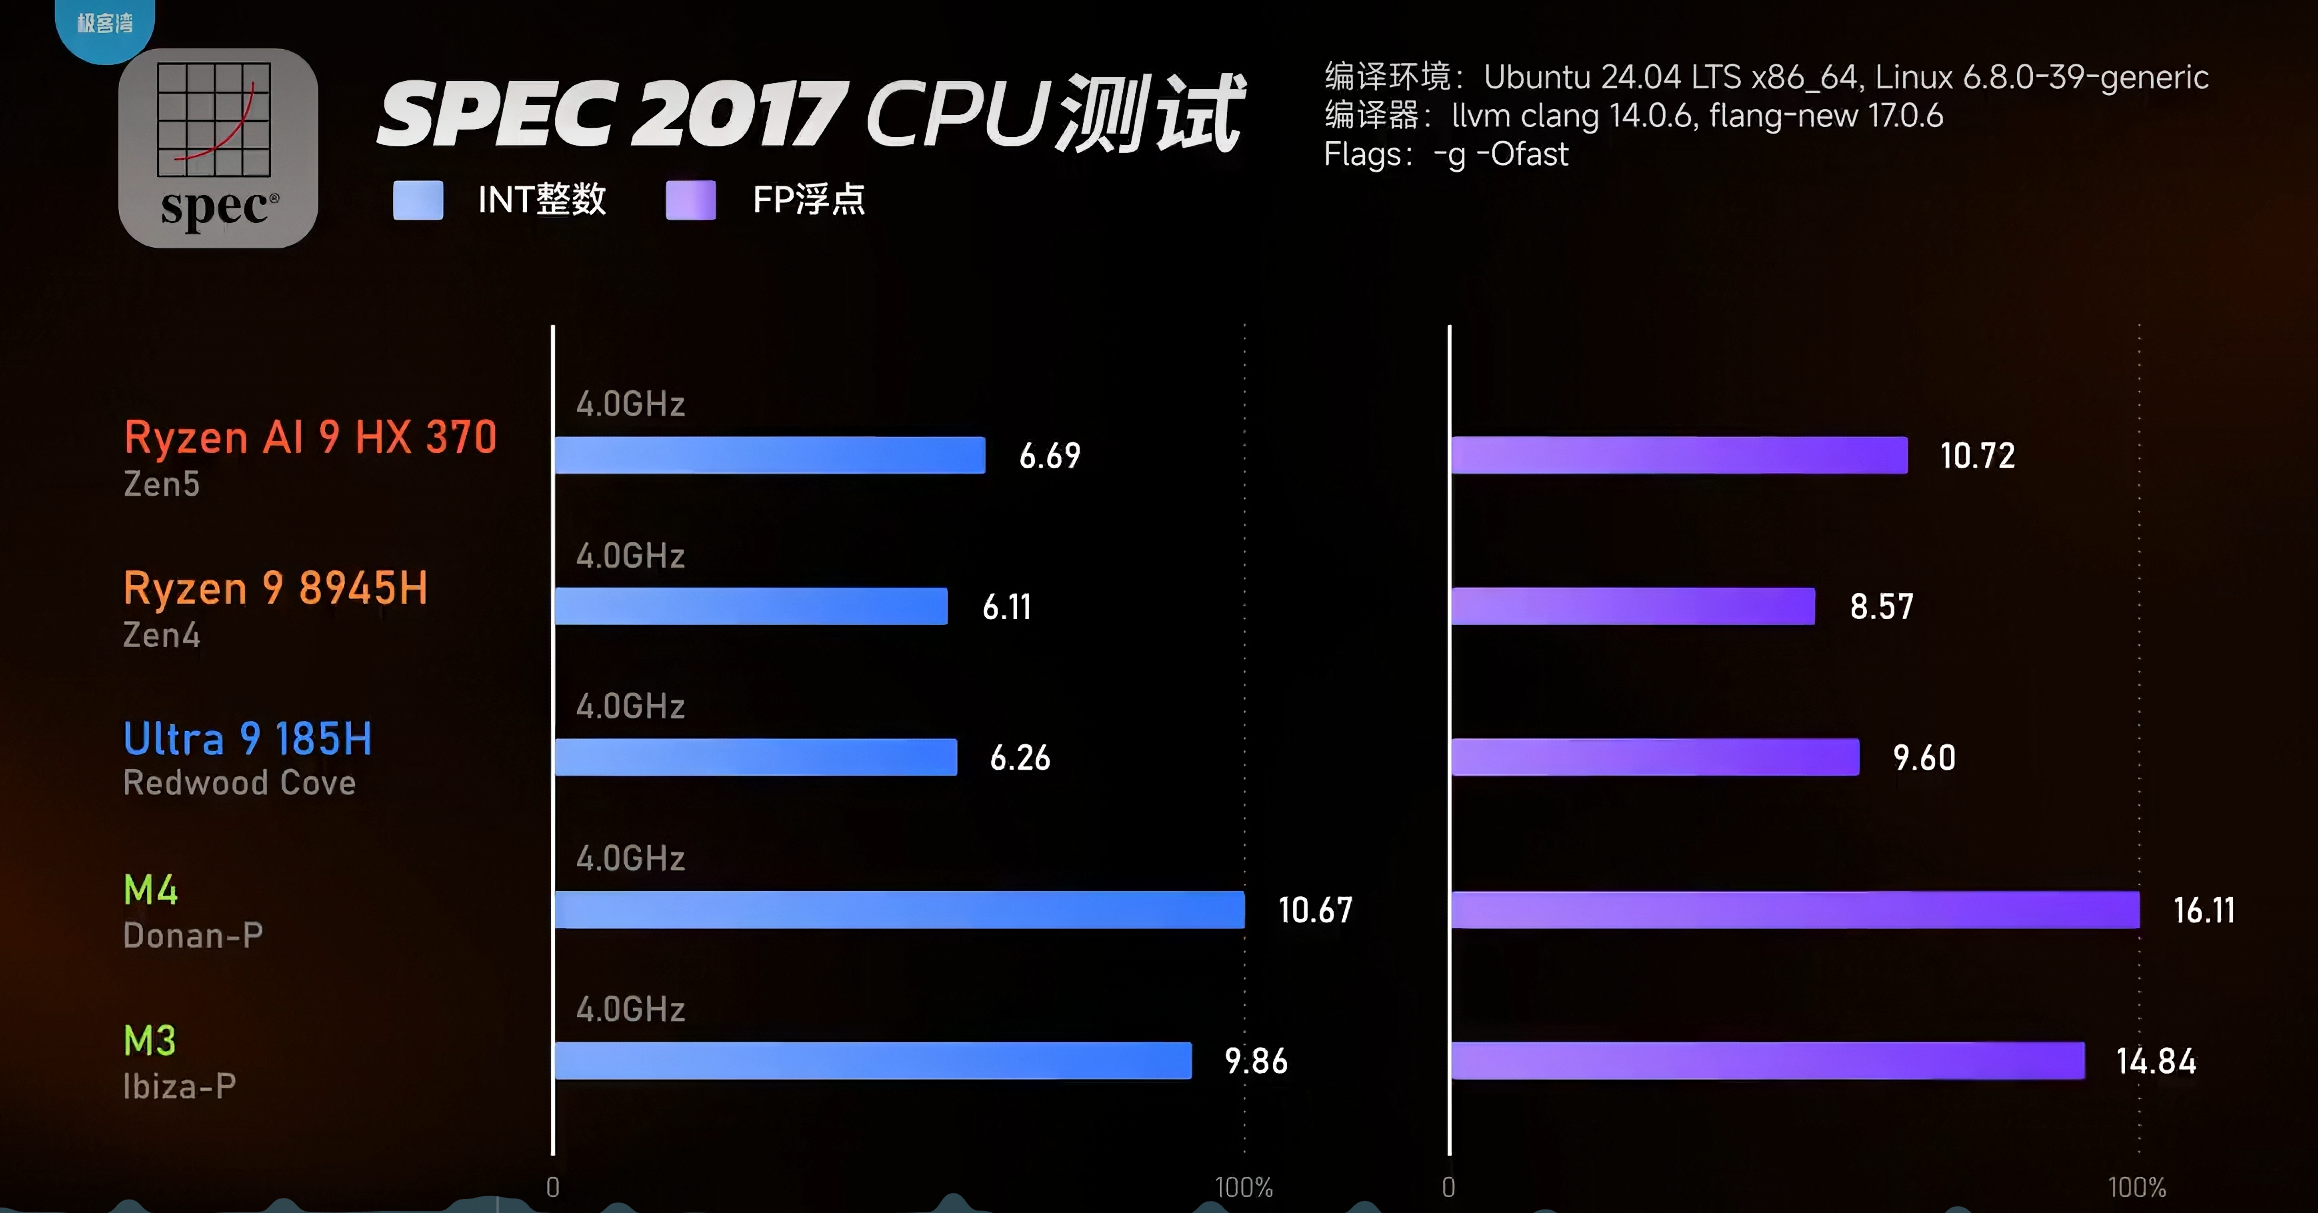 极客湾
spec®
SPEC 2017 CPU测试
INT整数 FP浮点
编译环境：Ubuntu 24.04 LTS x86_64, Linux 6.8.0-39-generic
编译器：llvm clang 14.0.6, flang-new 17.0.6
Flags：-g -Ofast
4.0GHz
Ryzen AI 9 HX 370 6.69 10.72
Zen5
4.0GHz
Ryzen 9 8945H 6.11 8.57
Zen4
4.0GHz
Ultra 9 185H 6.26 9.60
Redwood Cove
4.0GHz
M4 10.67 16.11
Donan-P
4.0GHz
M3 9.86 14.84
Ibiza-P
0 100% 0 100%